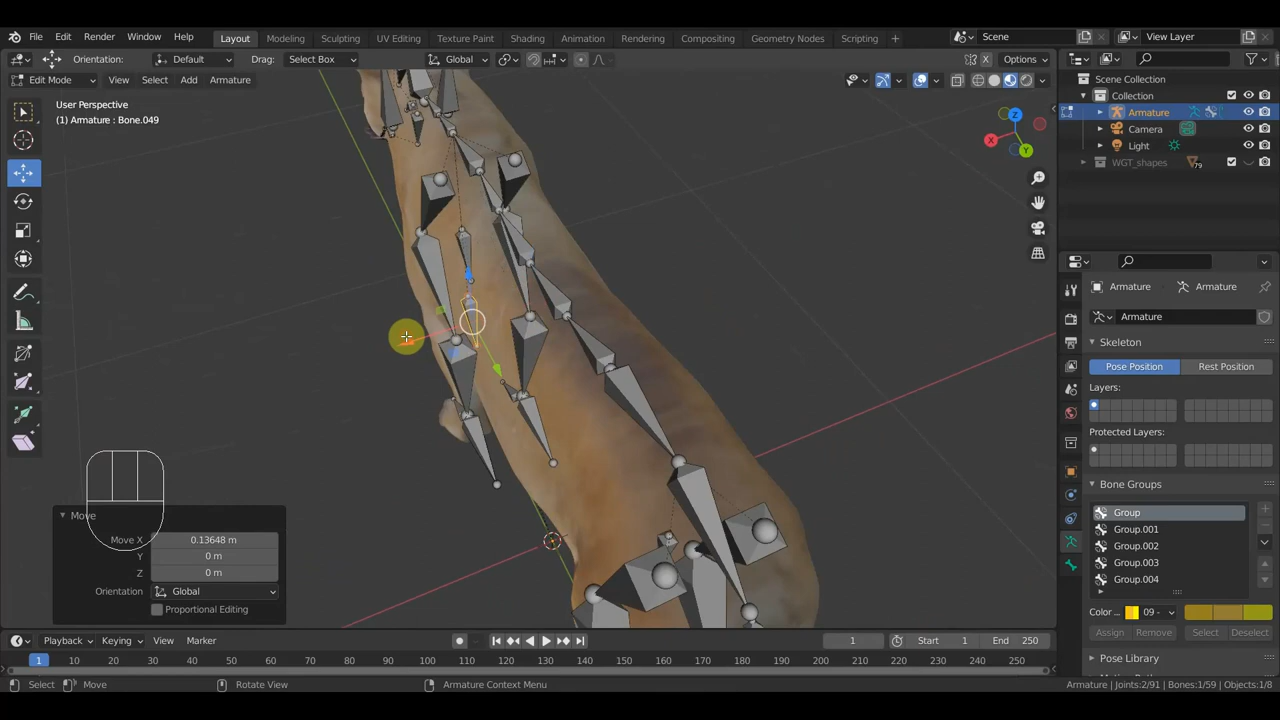 File Edit Render Window Help Layout Modeling Sculpting UV Editing Texture Paint Shading Animation Rendering Compositing Geometry Nodes Scripting + Scene View Layer
Orientation: Default Drag: Select Box Global X Options
Edit Mode View Select Add Armature Global
User Perspective
(1) Armature : Bone.049
X
Y
Z
Scene Collection
Collection
Armature
Camera
Light
WGT_shapes 79
Armature Armature
Armature
Skeleton
Pose Position Rest Position
Layers:
Protected Layers:
Bone Groups
Group
Group.001
Group.002
Group.003
Group.004
Color ... 09 -
Assign Remove Select Deselect
Pose Library
Move
Move X 0.13648 m
Y 0 m
Z 0 m
Orientation Global
Proportional Editing
Playback Keying View Marker 1 Start 1 End 250
1 10 20 30 40 50 60 70 80 90 100 110 120 130 140 150 160 170 180 190 200 210 220 230 240 250
Select Move Rotate View Armature Context Menu Armature | Joints:2/91 | Bones:1/59 | Objects:1/8